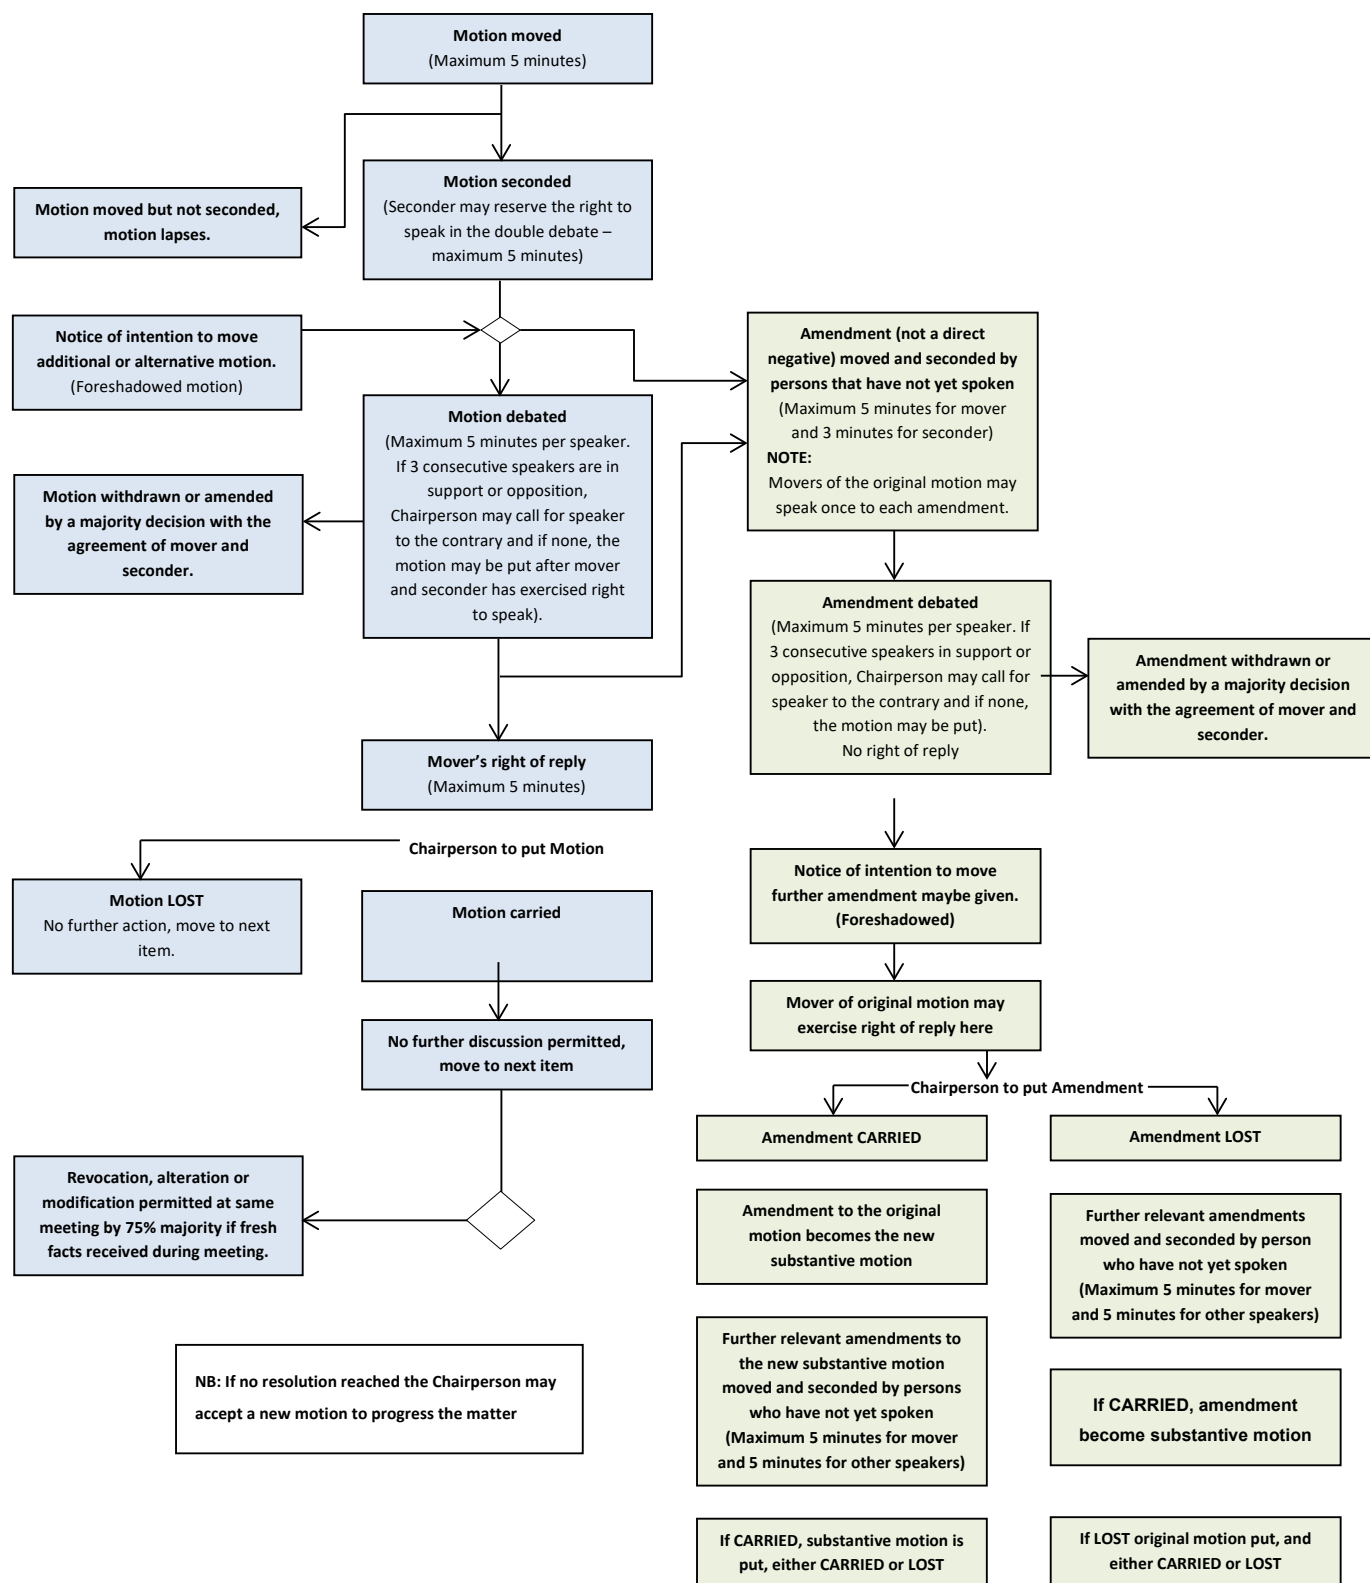 Motion moved
(Maximum 5 minutes)
Motion seconded
(Seconder may reserve the right to
speak in the double debate –
maximum 5 minutes)
Motion moved but not seconded,
motion lapses.
Notice of intention to move
additional or alternative motion.
(Foreshadowed motion)
Motion debated
(Maximum 5 minutes per speaker.
If 3 consecutive speakers are in
support or opposition,
Chairperson may call for speaker
to the contrary and if none, the
motion may be put after mover
and seconder has exercised right
to speak).
Motion withdrawn or amended
by a majority decision with the
agreement of mover and
seconder.
Mover’s right of reply
(Maximum 5 minutes)
Chairperson to put Motion
Motion LOST
No further action, move to next
item.
Motion carried
No further discussion permitted,
move to next item
Revocation, alteration or
modification permitted at same
meeting by 75% majority if fresh
facts received during meeting.
NB: If no resolution reached the Chairperson may
accept a new motion to progress the matter
Amendment (not a direct
negative) moved and seconded by
persons that have not yet spoken
(Maximum 5 minutes for mover
and 3 minutes for seconder)
NOTE:
Movers of the original motion may
speak once to each amendment.
Amendment debated
(Maximum 5 minutes per speaker. If
3 consecutive speakers in support or
opposition, Chairperson may call for
speaker to the contrary and if none,
the motion may be put).
No right of reply
Amendment withdrawn or
amended by a majority decision
with the agreement of mover and
seconder.
Notice of intention to move
further amendment maybe given.
(Foreshadowed)
Mover of original motion may
exercise right of reply here
Chairperson to put Amendment
Amendment CARRIED
Amendment to the original
motion becomes the new
substantive motion
Further relevant amendments to
the new substantive motion
moved and seconded by persons
who have not yet spoken
(Maximum 5 minutes for mover
and 5 minutes for other speakers)
If CARRIED, substantive motion is
put, either CARRIED or LOST
Amendment LOST
Further relevant amendments
moved and seconded by person
who have not yet spoken
(Maximum 5 minutes for mover
and 5 minutes for other speakers)
If CARRIED, amendment
become substantive motion
If LOST original motion put, and
either CARRIED or LOST